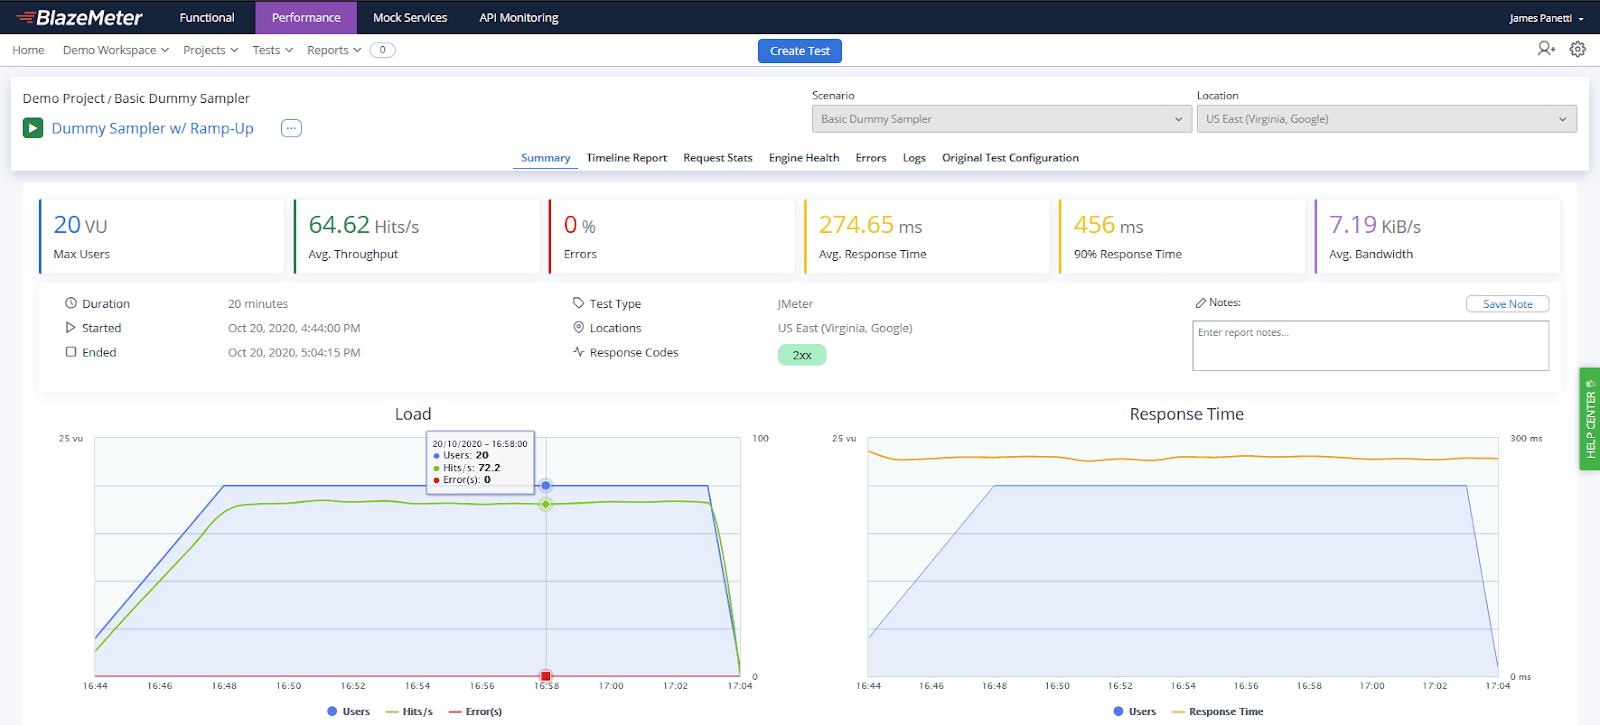 BlazeMeter Functional Performance Mock Services API Monitoring James Panetti
Home Demo Workspace Projects Tests Reports 0 Create Test
Demo Project / Basic Dummy Sampler
Dummy Sampler w/ Ramp-Up
Scenario Location
Basic Dummy Sampler US East (Virginia, Google)
Summary Timeline Report Request Stats Engine Health Errors Logs Original Test Configuration
20 VU 64.62 Hits/s 0 % 274.65 ms 456 ms 7.19 KiB/s
Max Users Avg. Throughput Errors Avg. Response Time 90% Response Time Avg. Bandwidth
Duration 20 minutes Test Type JMeter Notes: Save Note
Started Oct 20, 2020, 4:44:00 PM Locations US East (Virginia, Google) Enter report notes...
Ended Oct 20, 2020, 5:04:15 PM Response Codes 2xx
HELP CENTER
Load
25 vu 100
20/10/2020 – 16:58:00
Users: 20
Hits/s: 72.2
Error(s): 0
0
16:44 16:46 16:48 16:50 16:52 16:54 16:56 16:58 17:00 17:02 17:04
Users Hits/s Error(s)
Response Time
25 vu 300 ms
0 ms
16:44 16:46 16:48 16:50 16:52 16:54 16:56 16:58 17:00 17:02 17:04
Users Response Time